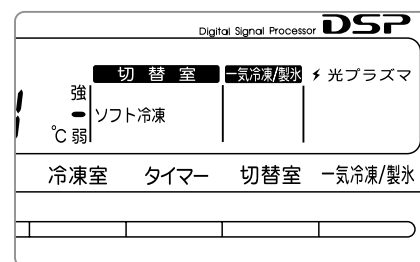 Digital Signal Processor DSP
切替室 一気冷凍/製氷 光プラズマ
強
ソフト冷凍
℃ 弱
冷凍室 タイマー 切替室 一気冷凍/製氷